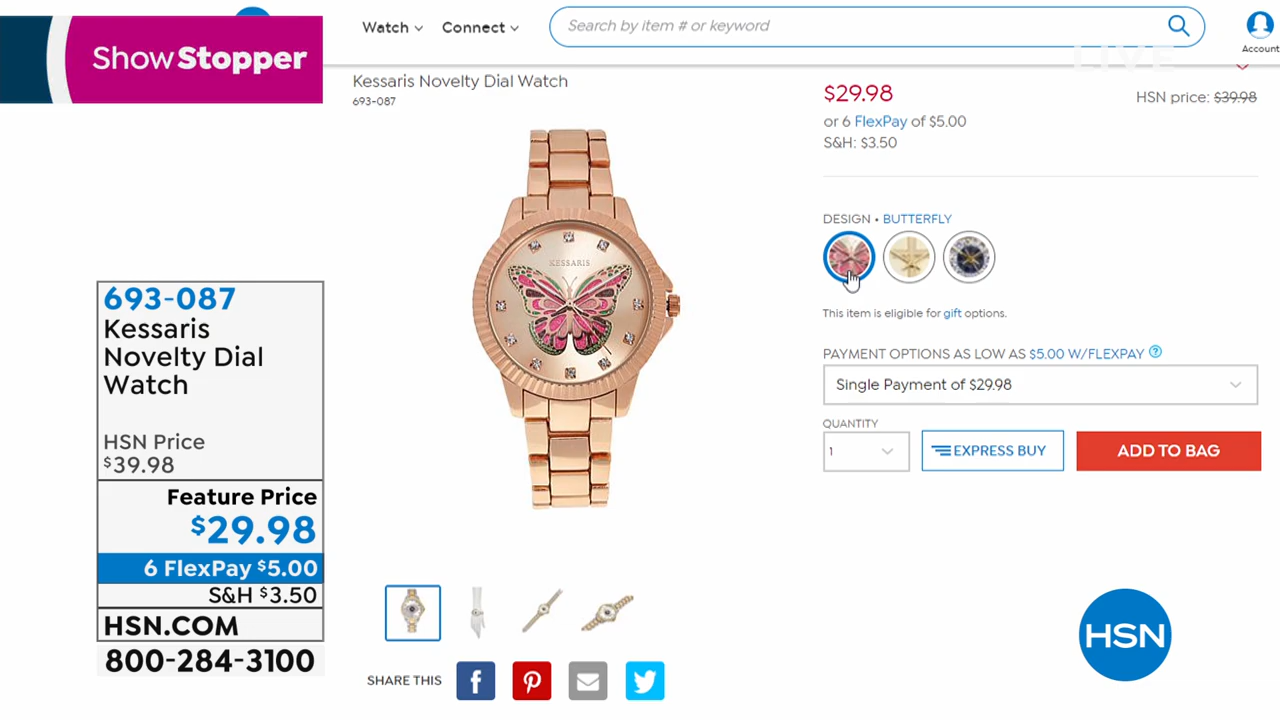 ShowStopper
Watch
Connect
Search by item # or keyword
Account
LIVE
Kessaris Novelty Dial Watch
693-087
$29.98
HSN price: $39.98
or 6 FlexPay of $5.00
S&H: $3.50
DESIGN • BUTTERFLY
This item is eligible for gift options.
PAYMENT OPTIONS AS LOW AS $5.00 W/FLEXPAY ?
Single Payment of $29.98
QUANTITY
1
EXPRESS BUY
ADD TO BAG
KESSARIS
693-087
Kessaris
Novelty Dial
Watch
HSN Price
$39.98
Feature Price
$29.98
6 FlexPay $5.00
S&H $3.50
HSN.COM
800-284-3100
SHARE THIS
HSN